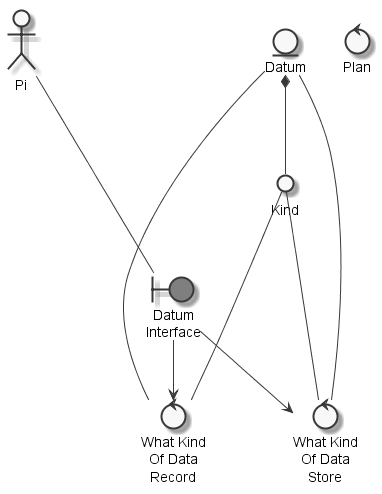 Pi
Datum
Plan
Kind
Datum
Interface
What Kind
Of Data
Record
What Kind
Of Data
Store